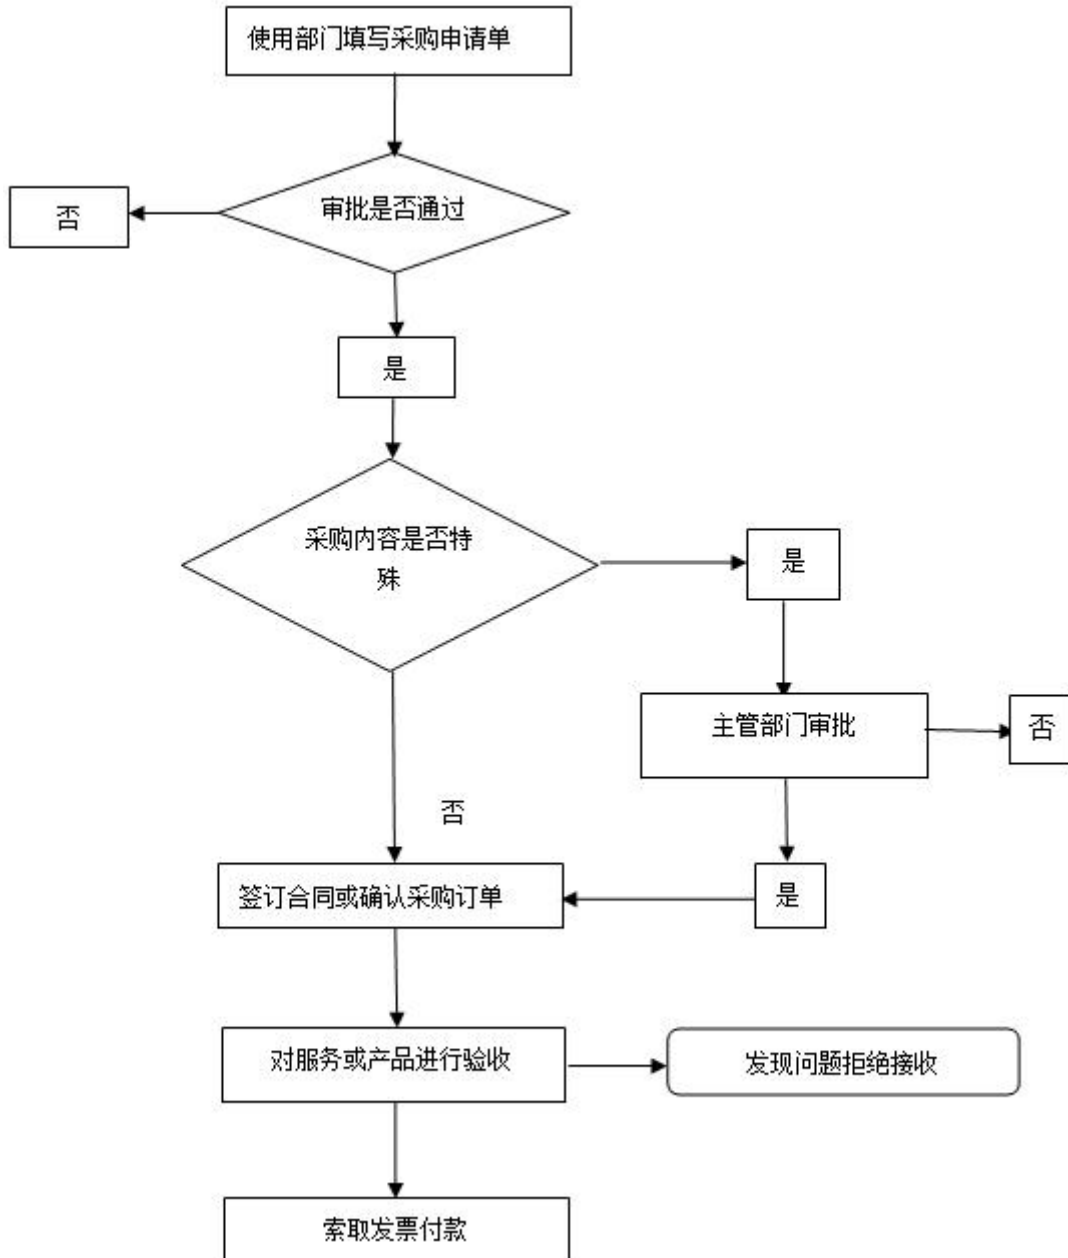 使用部门填写采购申请单
审批是否通过
否
是
采购内容是否特
殊
是
主管部门审批
否
否
签订合同或确认采购订单
是
对服务或产品进行验收
发现问题拒绝接收
索取发票付款